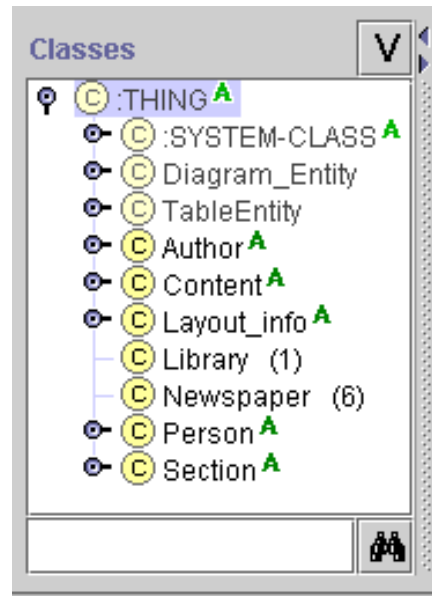 Classes V
C :THING A
C :SYSTEM-CLASS A
C Diagram_Entity
C TableEntity
C Author A
C Content A
C Layout_info A
C Library (1)
C Newspaper (6)
C Person A
C Section A